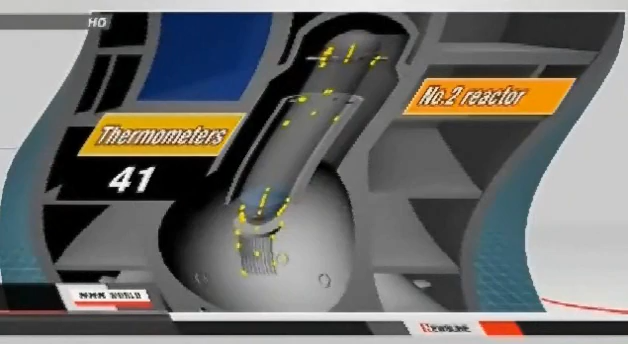 HD
No.2 reactor
Thermometers
41
NHK WORLD
NEWSLINE